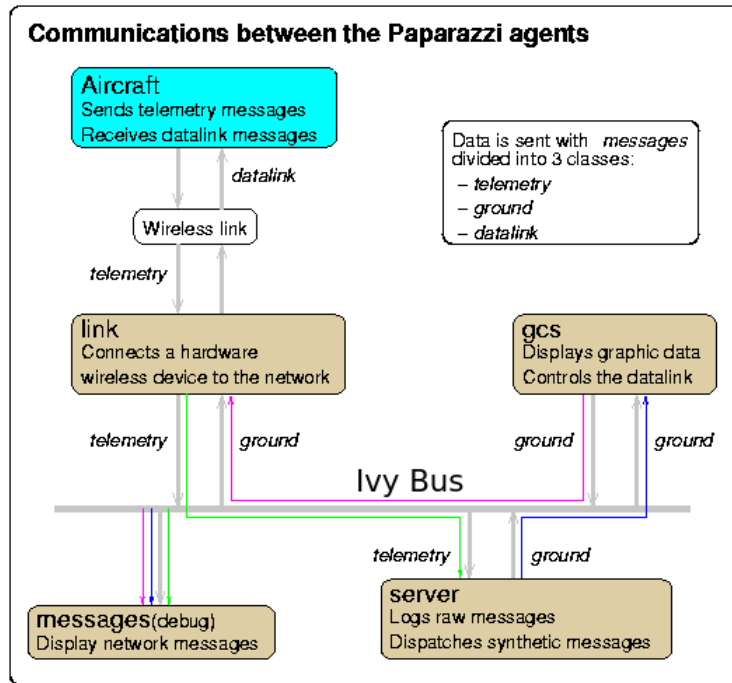 Communications between the Paparazzi agents
Aircraft
Sends telemetry messages
Receives datalink messages
Data is sent with messages
divided into 3 classes:
– telemetry
– ground
– datalink
datalink
Wireless link
telemetry
link
Connects a hardware
wireless device to the network
gcs
Displays graphic data
Controls the datalink
telemetry
ground
ground
ground
Ivy Bus
telemetry
ground
messages(debug)
Display network messages
server
Logs raw messages
Dispatches synthetic messages